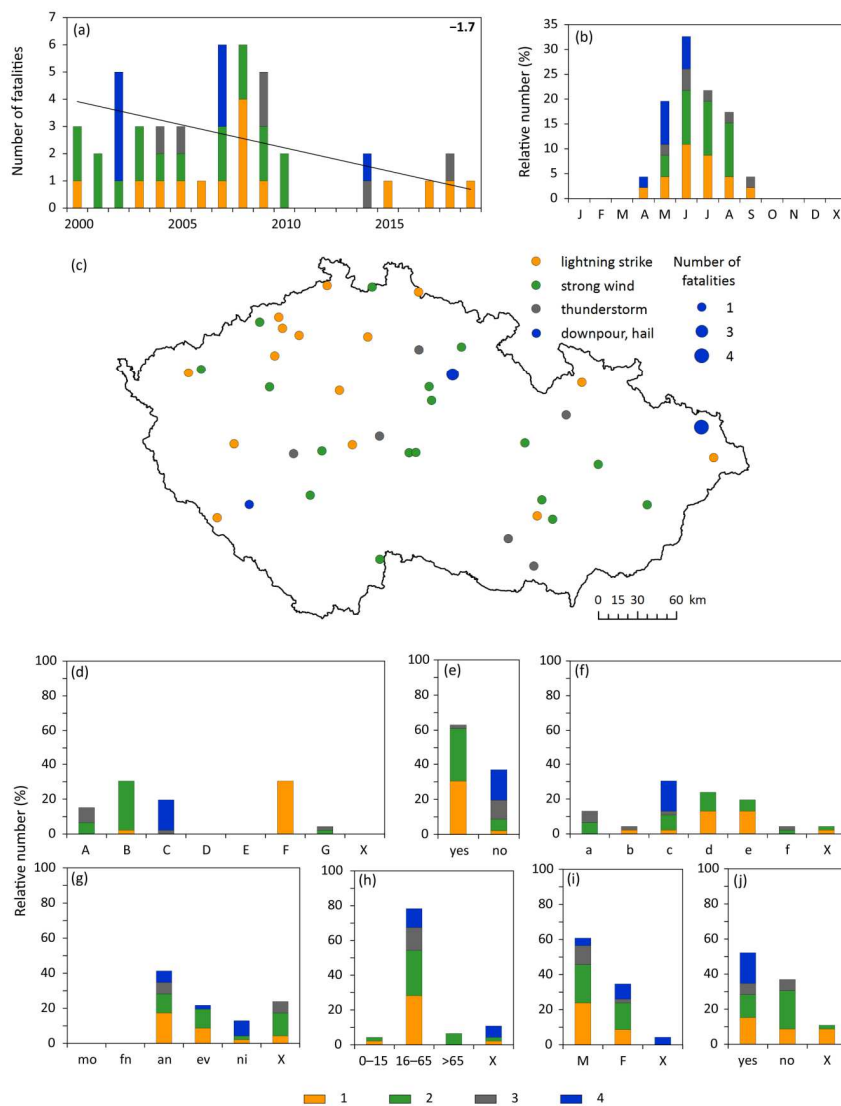 (a)
–1.7
Number of fatalities
7
6
5
4
3
2
1
0
2000 2005 2010 2015
(b)
Relative number (%)
35
30
25
20
15
10
5
0
J F M A M J J A S O N D X
(c)
lightning strike
strong wind
thunderstorm
downpour, hail
Number of
fatalities
1
3
4
0 15 30 60 km
Relative number (%)
(d)
100
80
60
40
20
0
A B C D E F G X
(e)
100
80
60
40
20
0
yes no
(f)
100
80
60
40
20
0
a b c d e f X
(g)
100
80
60
40
20
0
mo fn an ev ni X
(h)
100
80
60
40
20
0
0–15 16–65 >65 X
(i)
100
80
60
40
20
0
M F X
(j)
100
80
60
40
20
0
yes no X
1 2 3 4